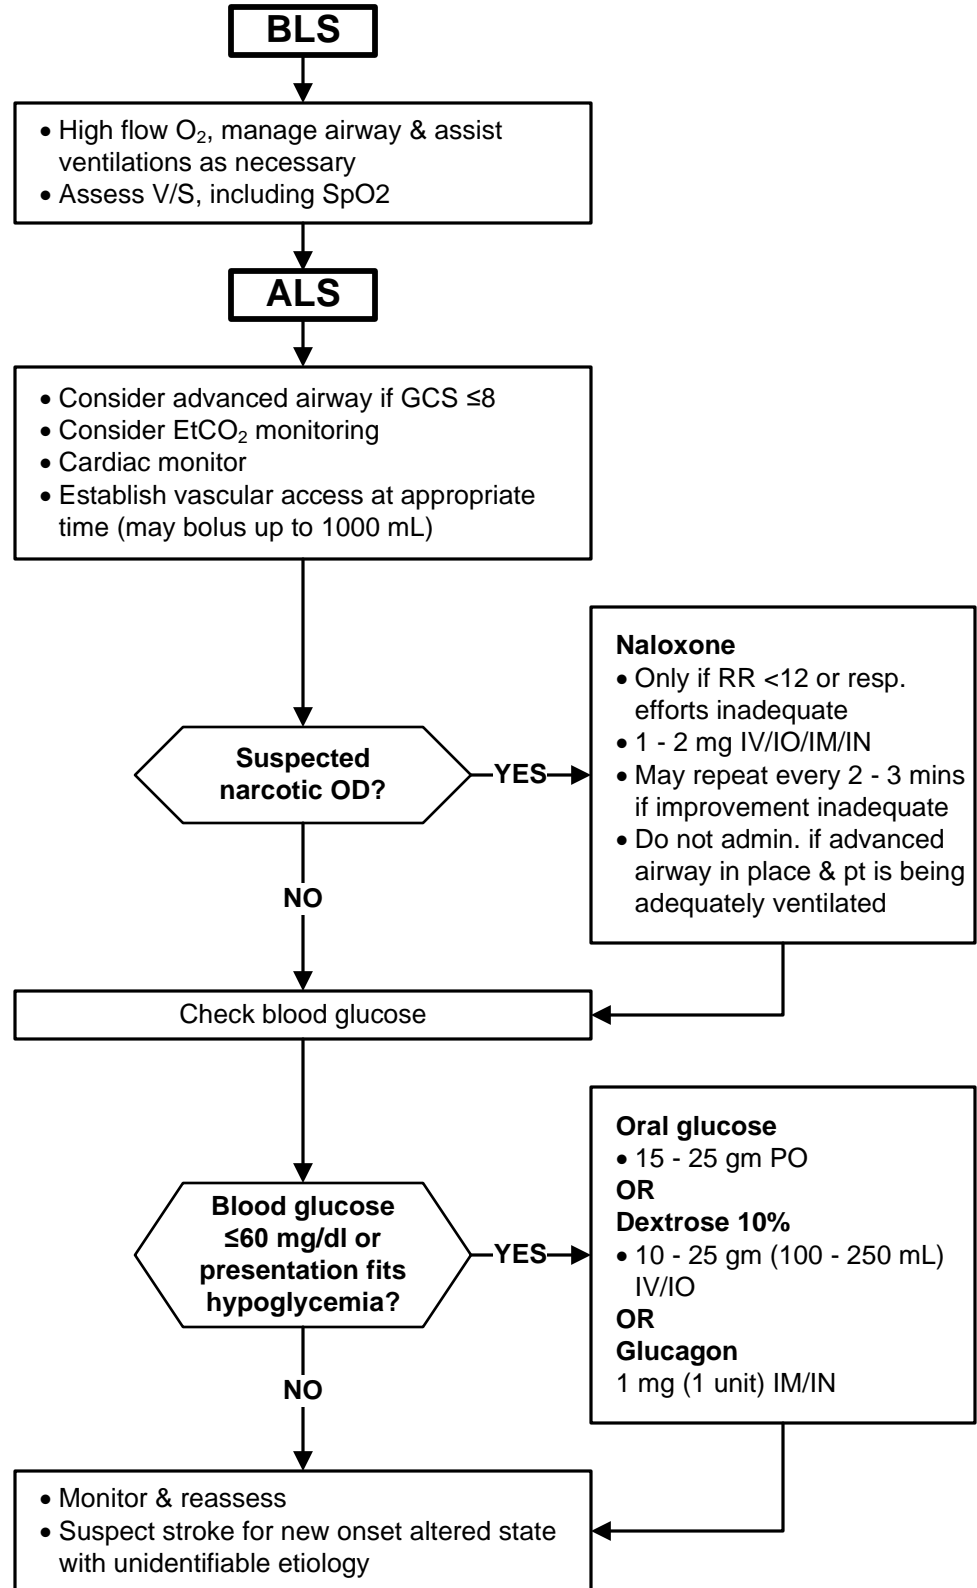 BLS
• High flow O₂, manage airway & assist
ventilations as necessary
• Assess V/S, including SpO2
ALS
• Consider advanced airway if GCS ≤8
• Consider EtCO₂ monitoring
• Cardiac monitor
• Establish vascular access at appropriate
time (may bolus up to 1000 mL)
Suspected
narcotic OD?
YES
Naloxone
• Only if RR <12 or resp.
efforts inadequate
• 1 - 2 mg IV/IO/IM/IN
• May repeat every 2 - 3 mins
if improvement inadequate
• Do not admin. if advanced
airway in place & pt is being
adequately ventilated
NO
Check blood glucose
Blood glucose
≤60 mg/dl or
presentation fits
hypoglycemia?
YES
Oral glucose
• 15 - 25 gm PO
OR
Dextrose 10%
• 10 - 25 gm (100 - 250 mL)
IV/IO
OR
Glucagon
1 mg (1 unit) IM/IN
NO
• Monitor & reassess
• Suspect stroke for new onset altered state
with unidentifiable etiology